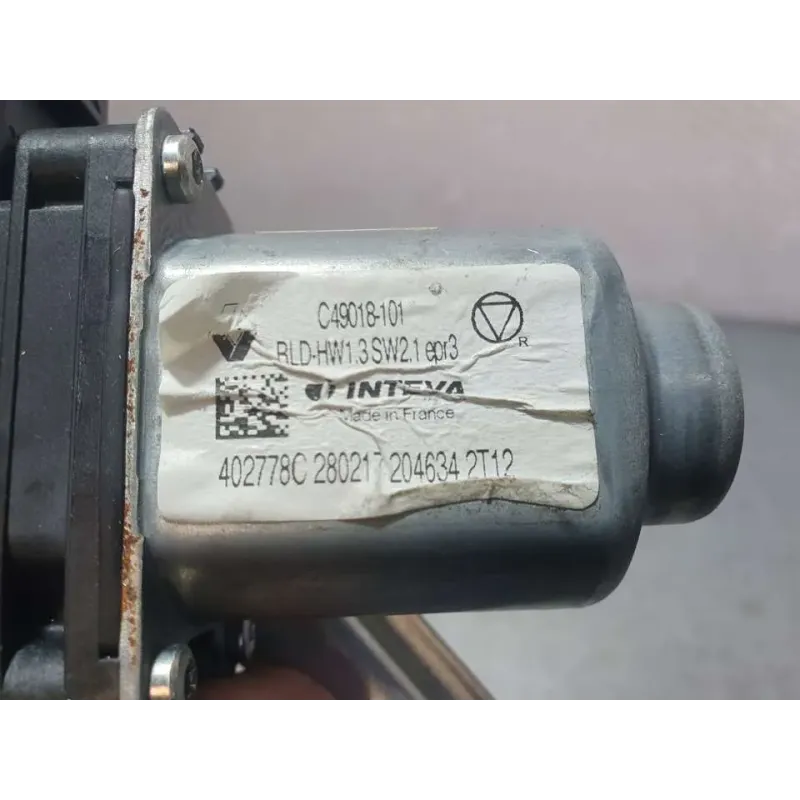 C49018-101
RLD-HW1.3 SW2.1 epr3
INTEVA
Made in France
R
402778C 280217 204634 2T12